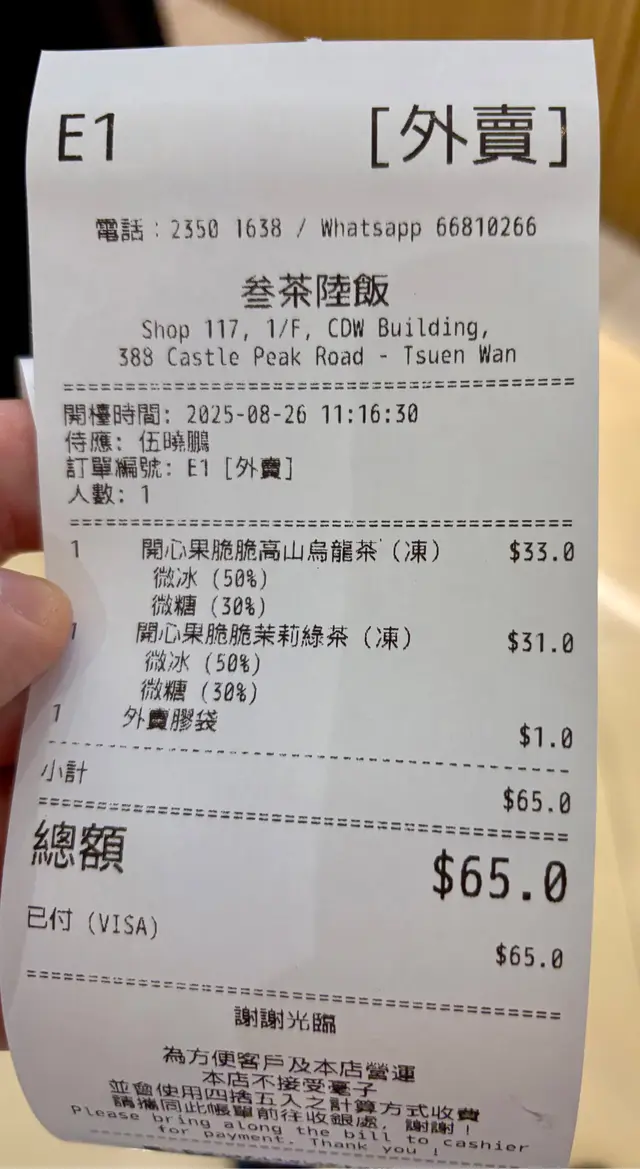 E1 [外賣]
電話：2350 1638 / Whatsapp 66810266
叁茶陸飯
Shop 117, 1/F, CDW Building,
388 Castle Peak Road - Tsuen Wan
開檯時間: 2025-08-26 11:16:30
侍應: 伍曉鵬
訂單編號: E1 [外賣]
人數: 1
1 開心果脆脆高山烏龍茶 (凍) $33.0
微冰 (50%)
微糖 (30%)
1 開心果脆脆茉莉綠茶 (凍) $31.0
微冰 (50%)
微糖 (30%)
1 外賣膠袋 $1.0
小計 $65.0
總額 $65.0
已付 (VISA) $65.0
謝謝光臨
為方便客戶及本店營運
本店不接受毫子
並會使用四捨五入之計算方式收費
請攜同此帳單前往收銀處, 謝謝!
Please bring along the bill to cashier
for payment. Thank you !